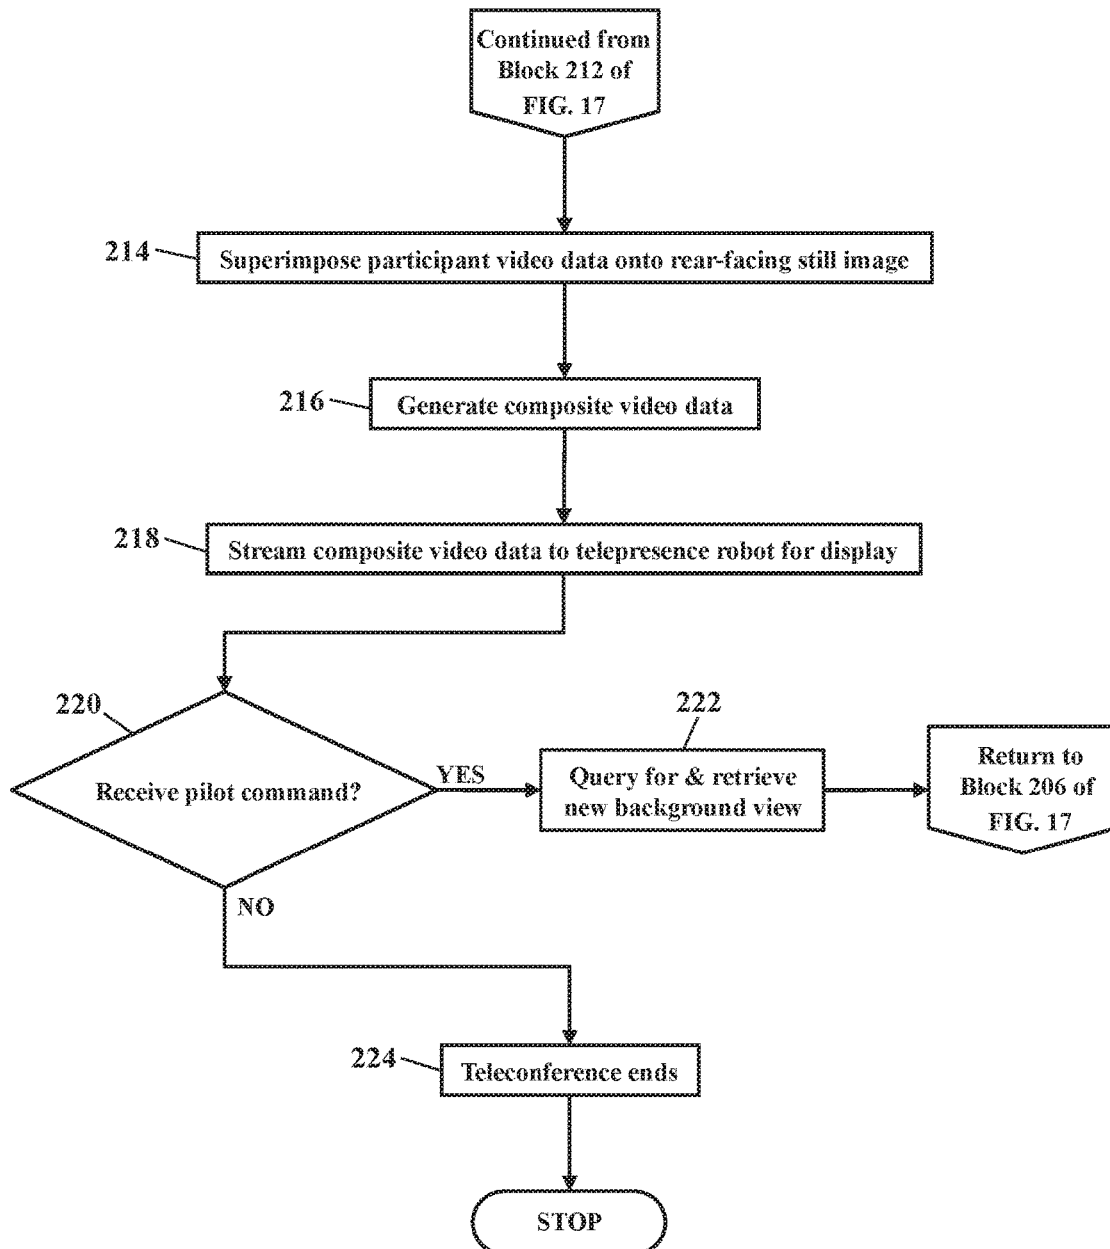 Continued from
Block 212 of
FIG. 17
214
Superimpose participant video data onto rear-facing still image
216
Generate composite video data
218
Stream composite video data to telepresence robot for display
220
Receive pilot command?
YES
222
Query for & retrieve
new background view
Return to
Block 206 of
FIG. 17
NO
224
Teleconference ends
STOP